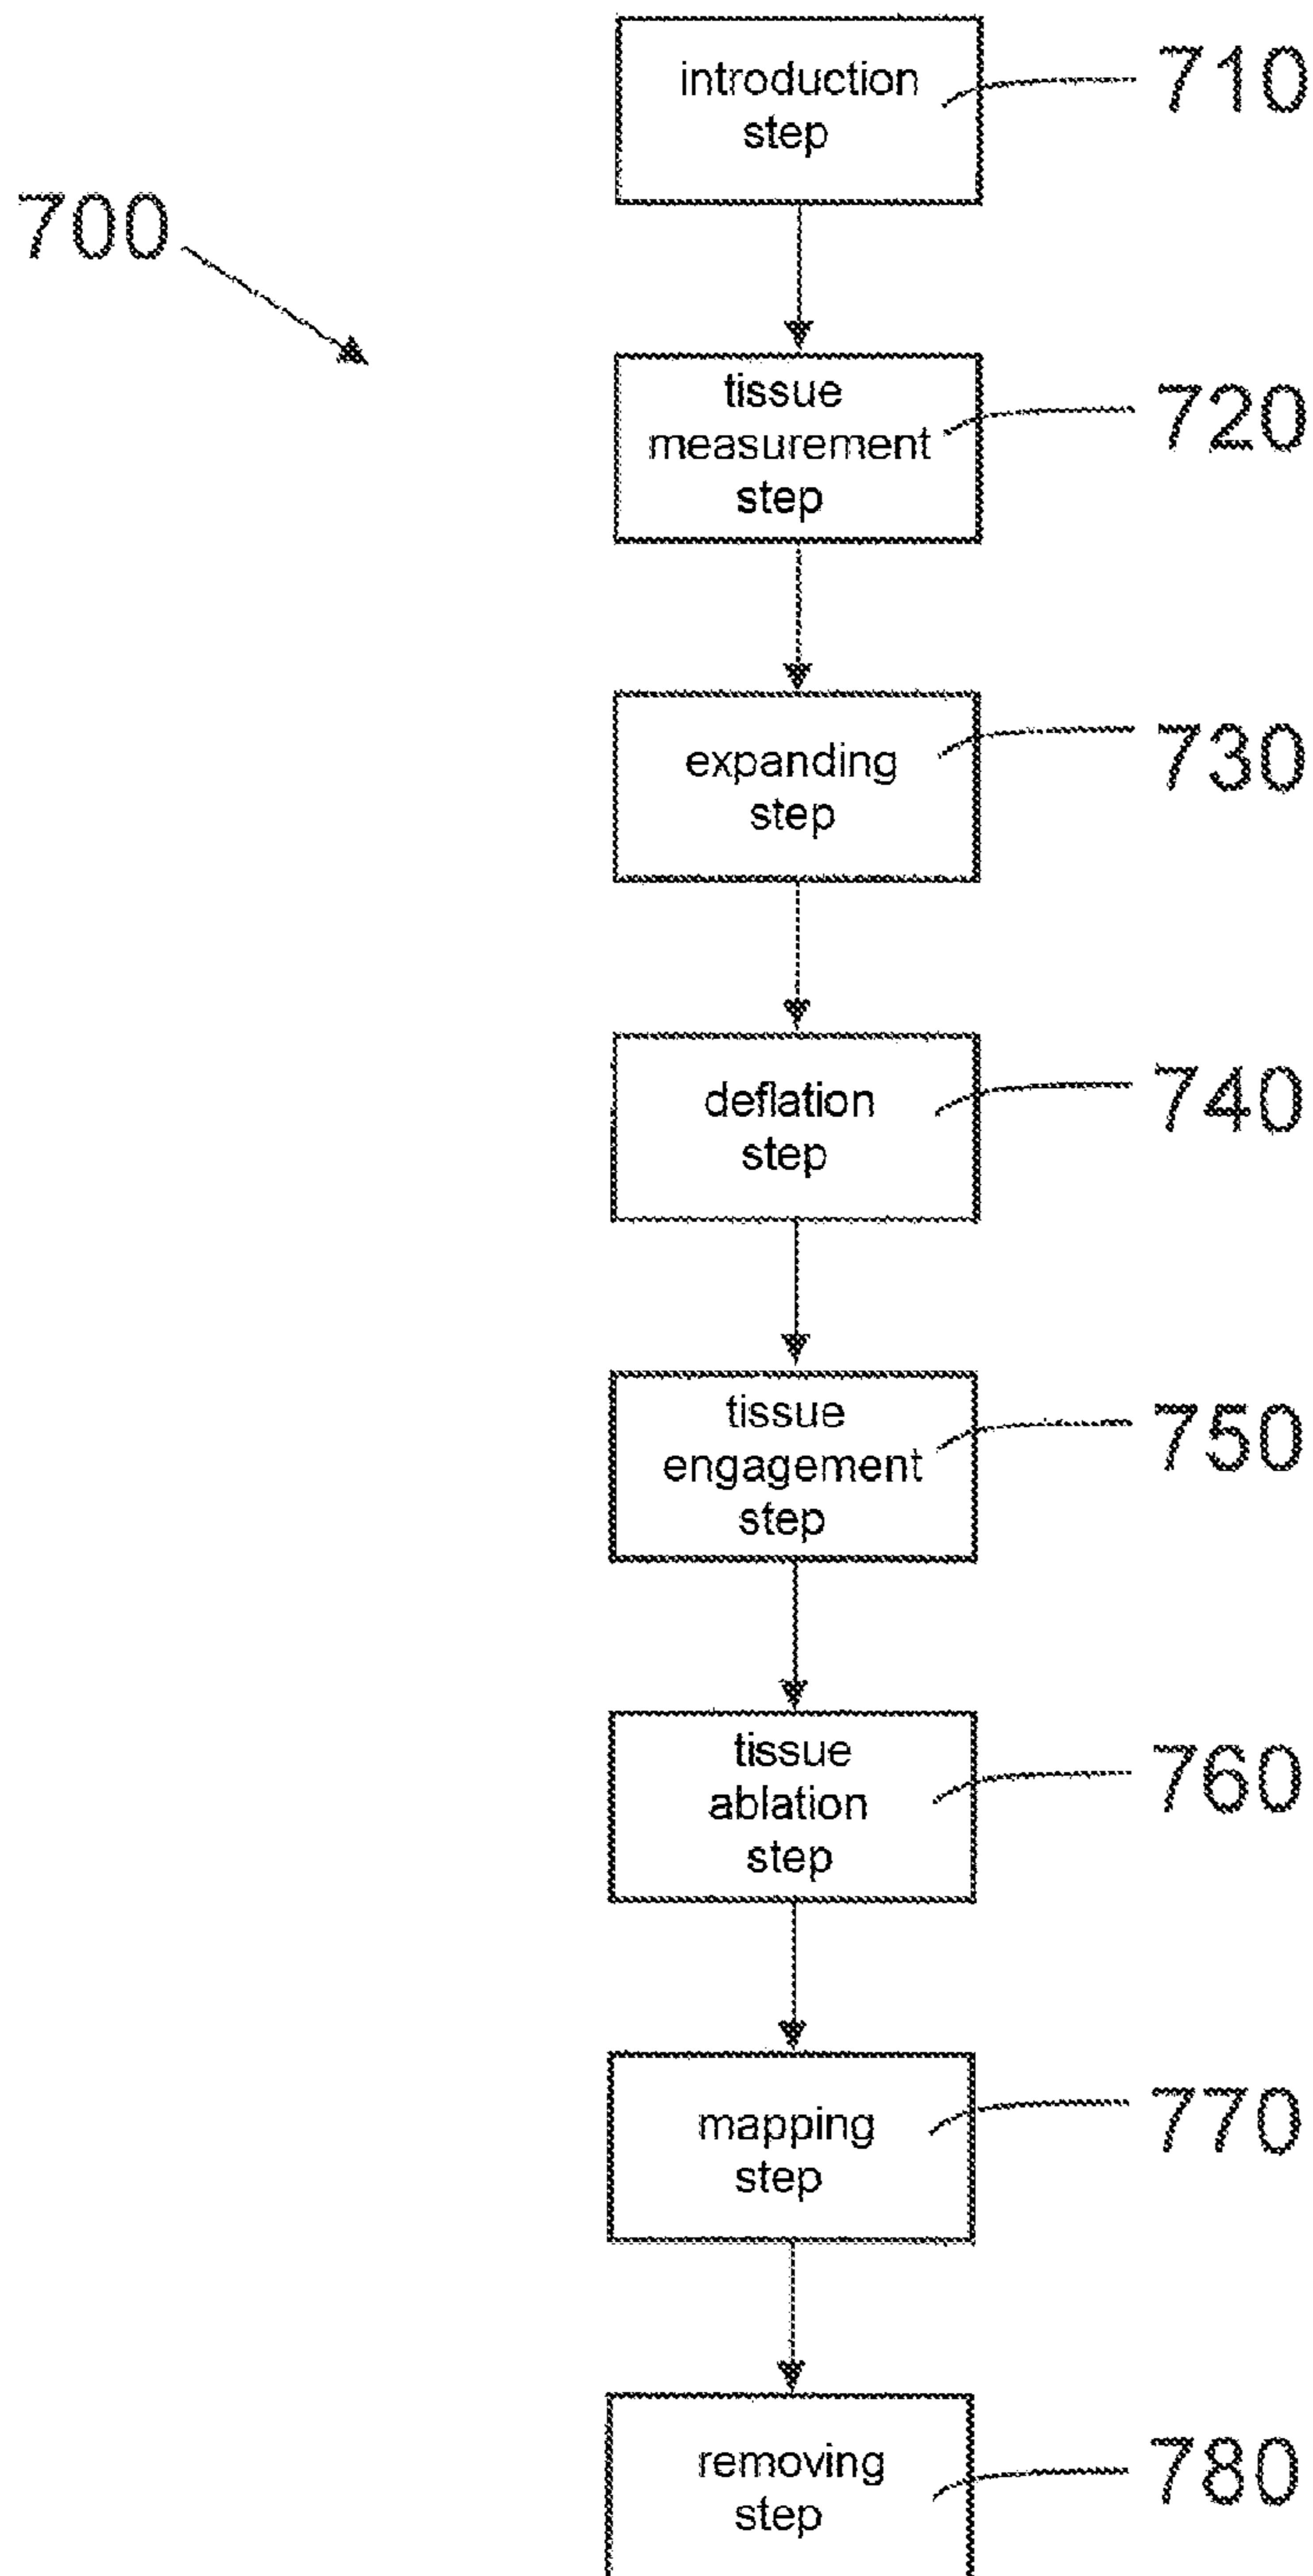 introduction
step
710
700
tissue
measurement
step
720
expanding
step
730
deflation
step
740
tissue
engagement
step
750
tissue
ablation
step
760
mapping
step
770
removing
step
780